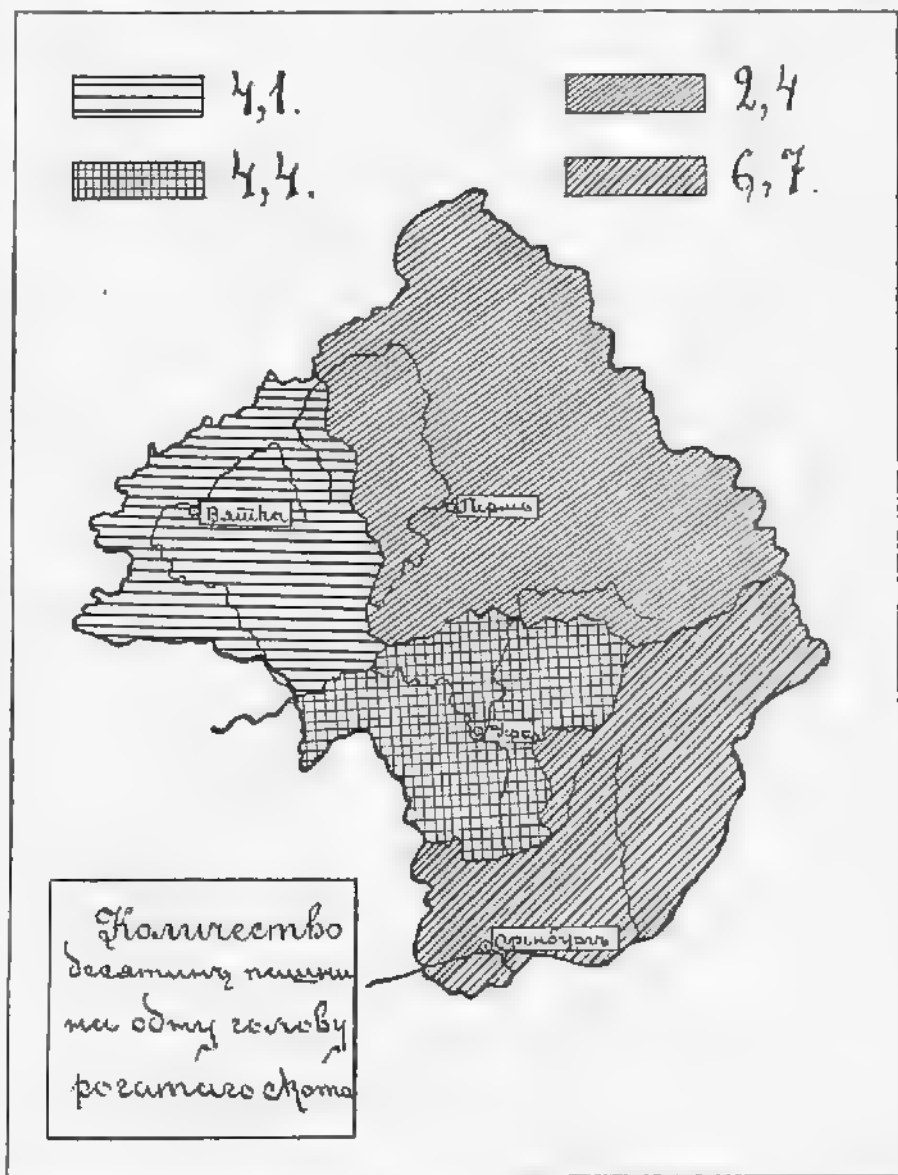 4,1.
2,4
4,4.
6,7.
Вятка
Пермь
Уфа
Оренбургъ
Количество
десятинъ пашни
на одну голову
рогатаго скота